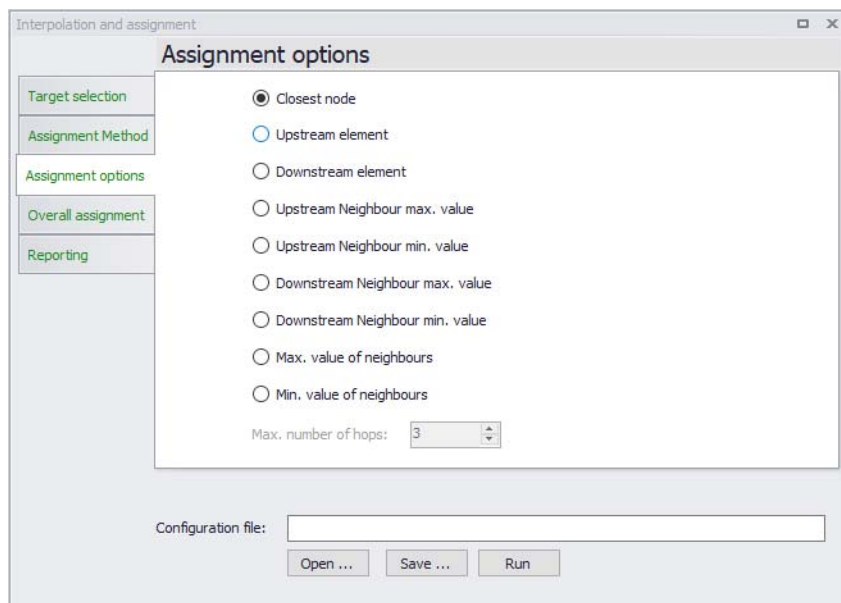 Interpolation and assignment
Assignment options
Target selection
Assignment Method
Assignment options
Overall assignment
Reporting
Closest node
Upstream element
Downstream element
Upstream Neighbour max. value
Upstream Neighbour min. value
Downstream Neighbour max. value
Downstream Neighbour min. value
Max. value of neighbours
Min. value of neighbours
Max. number of hops: 3
Configuration file:
Open ... Save ... Run